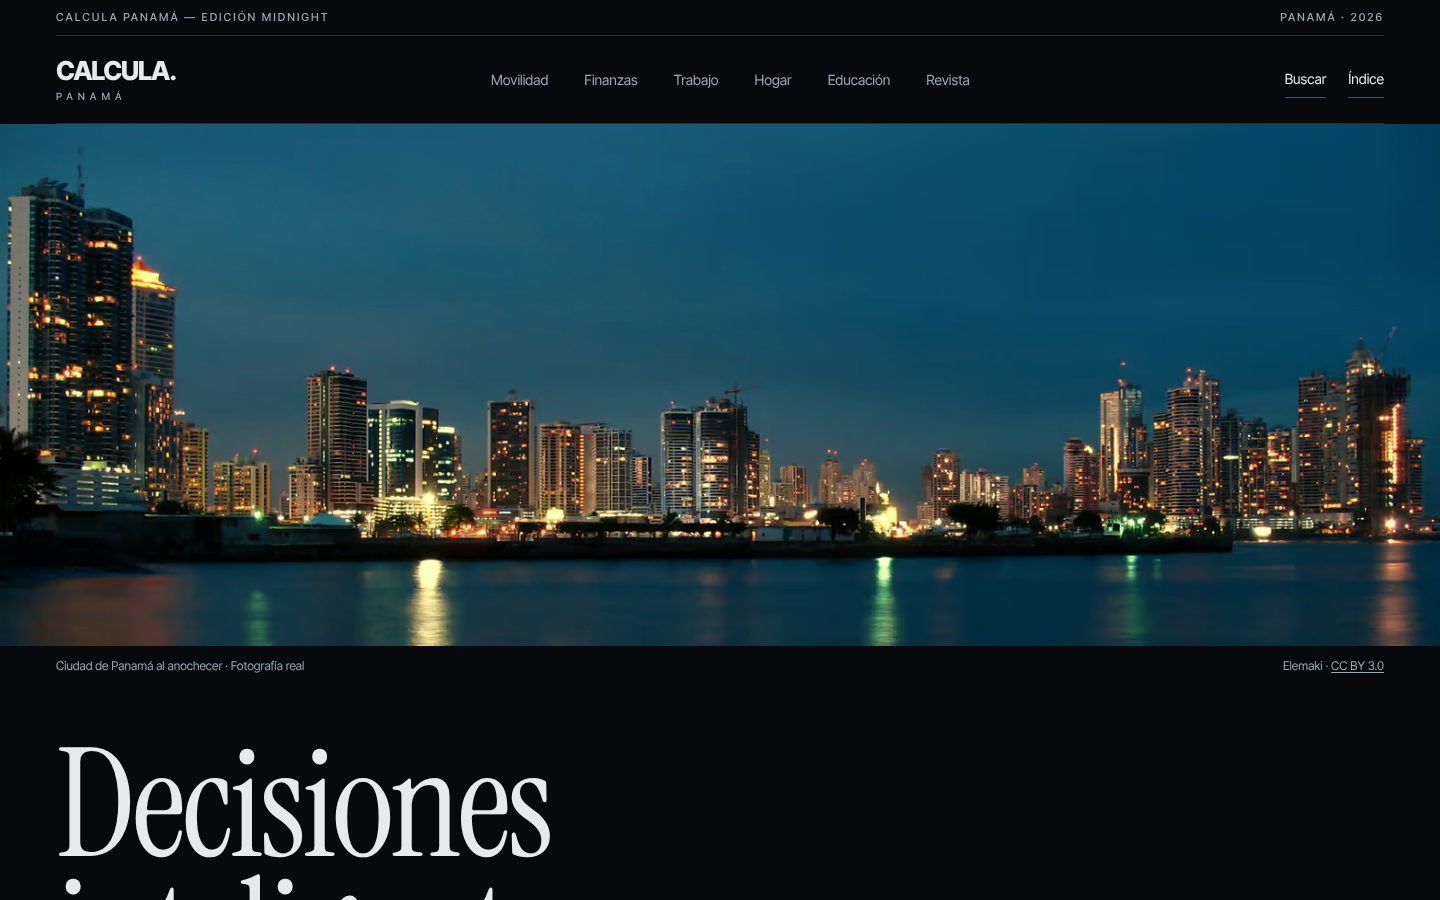 CALCULA PANAMÁ — EDICIÓN MIDNIGHT
PANAMÁ · 2026
CALCULA.
PANAMÁ
Movilidad Finanzas Trabajo Hogar Educación Revista
Buscar Índice
Ciudad de Panamá al anochecer · Fotografía real
Elemaki · CC BY 3.0
Decisiones